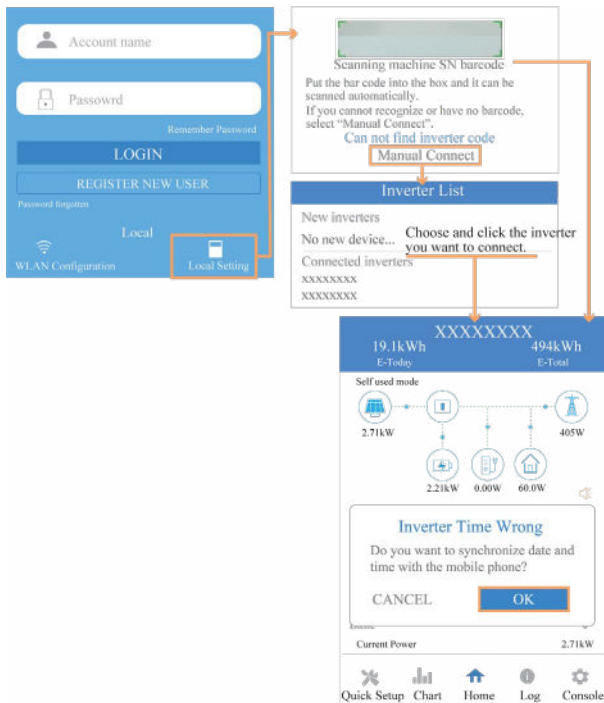 Account name
Passowrd
Remember Password
LOGIN
REGISTER NEW USER
Password forgotten
Local
WLAN Configuration
Local Setting
Scanning machine SN barcode
Put the bar code into the box and it can be
scanned automatically.
If you cannot recognize or have no barcode,
select “Manual Connect”.
Can not find inverter code
Manual Connect
Inverter List
New inverters
No new device...
Choose and click the inverter
you want to connect.
Connected inverters
xxxxxxxx
xxxxxxxx
XXXXXXXX
19.1kWh
494kWh
E-Today
E-Total
Self used mode
2.71kW
405W
2.21kW
0.00W
60.0W
Inverter Time Wrong
Do you want to synchronize date and
time with the mobile phone?
CANCEL
OK
Current Power
2.71kW
Quick Setup
Chart
Home
Log
Console